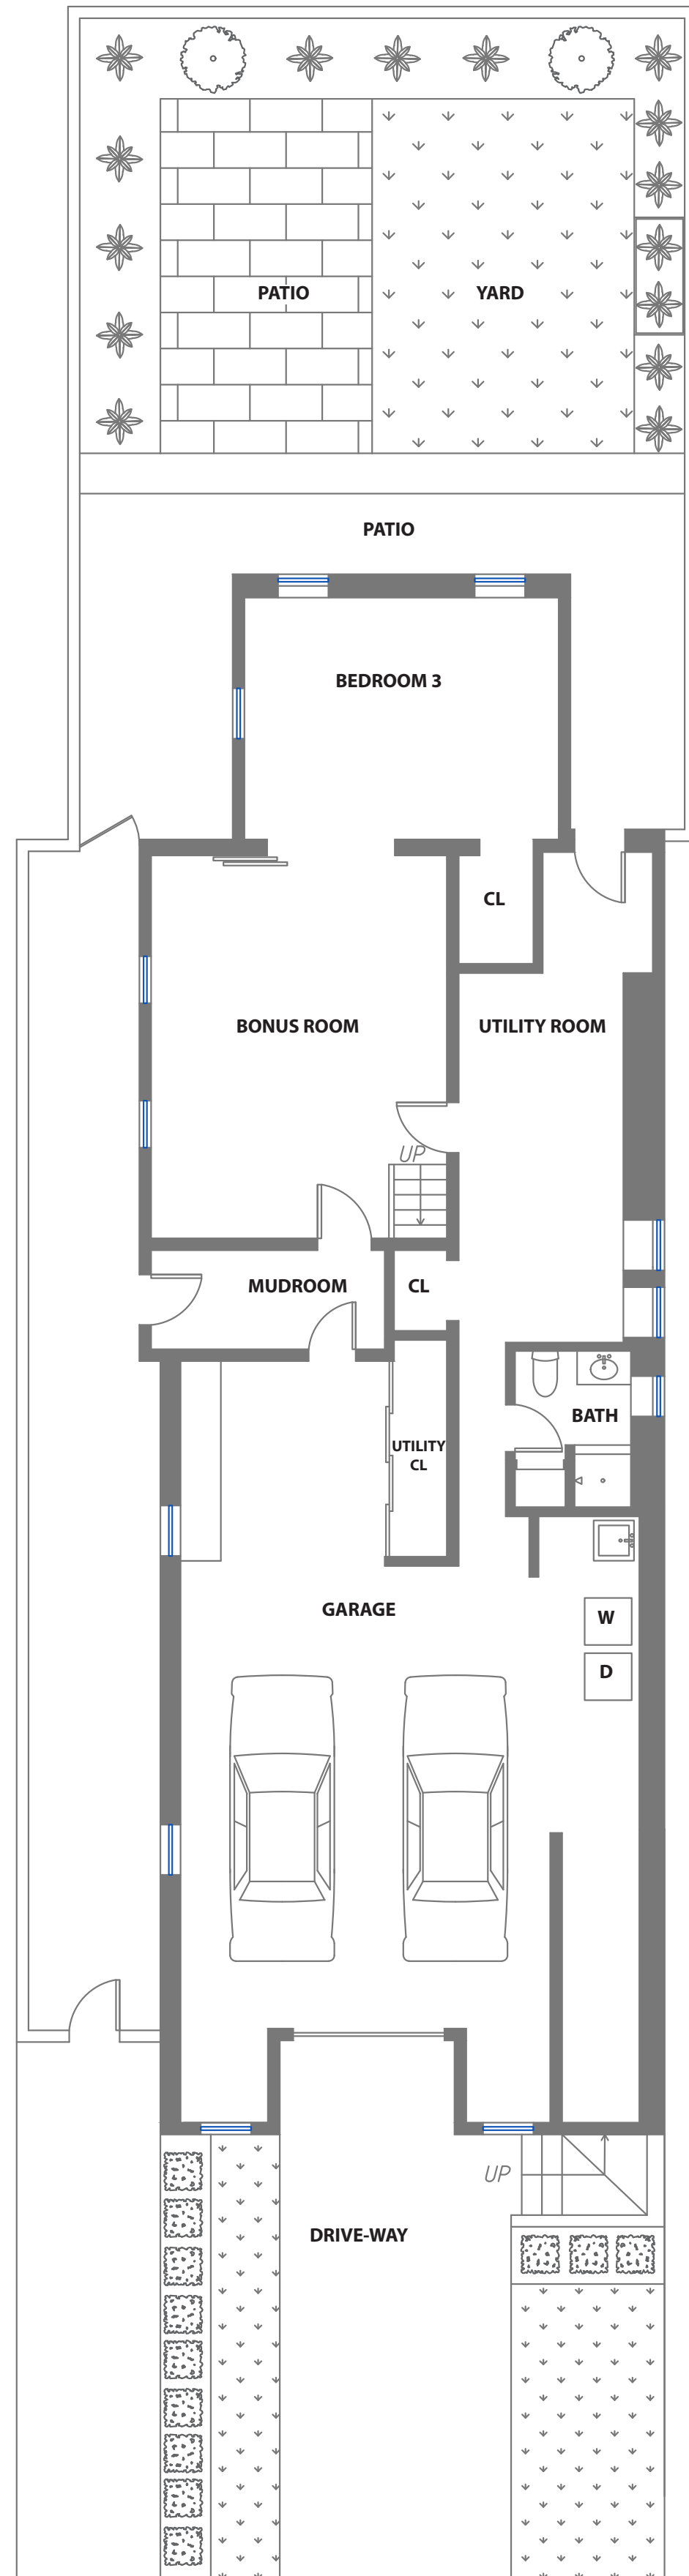 PATIO
YARD
PATIO
BEDROOM 3
CL
BONUS ROOM
UTILITY ROOM
UP
MUDROOM
CL
BATH
UTILITY
CL
GARAGE
W
D
UP
DRIVE-WAY